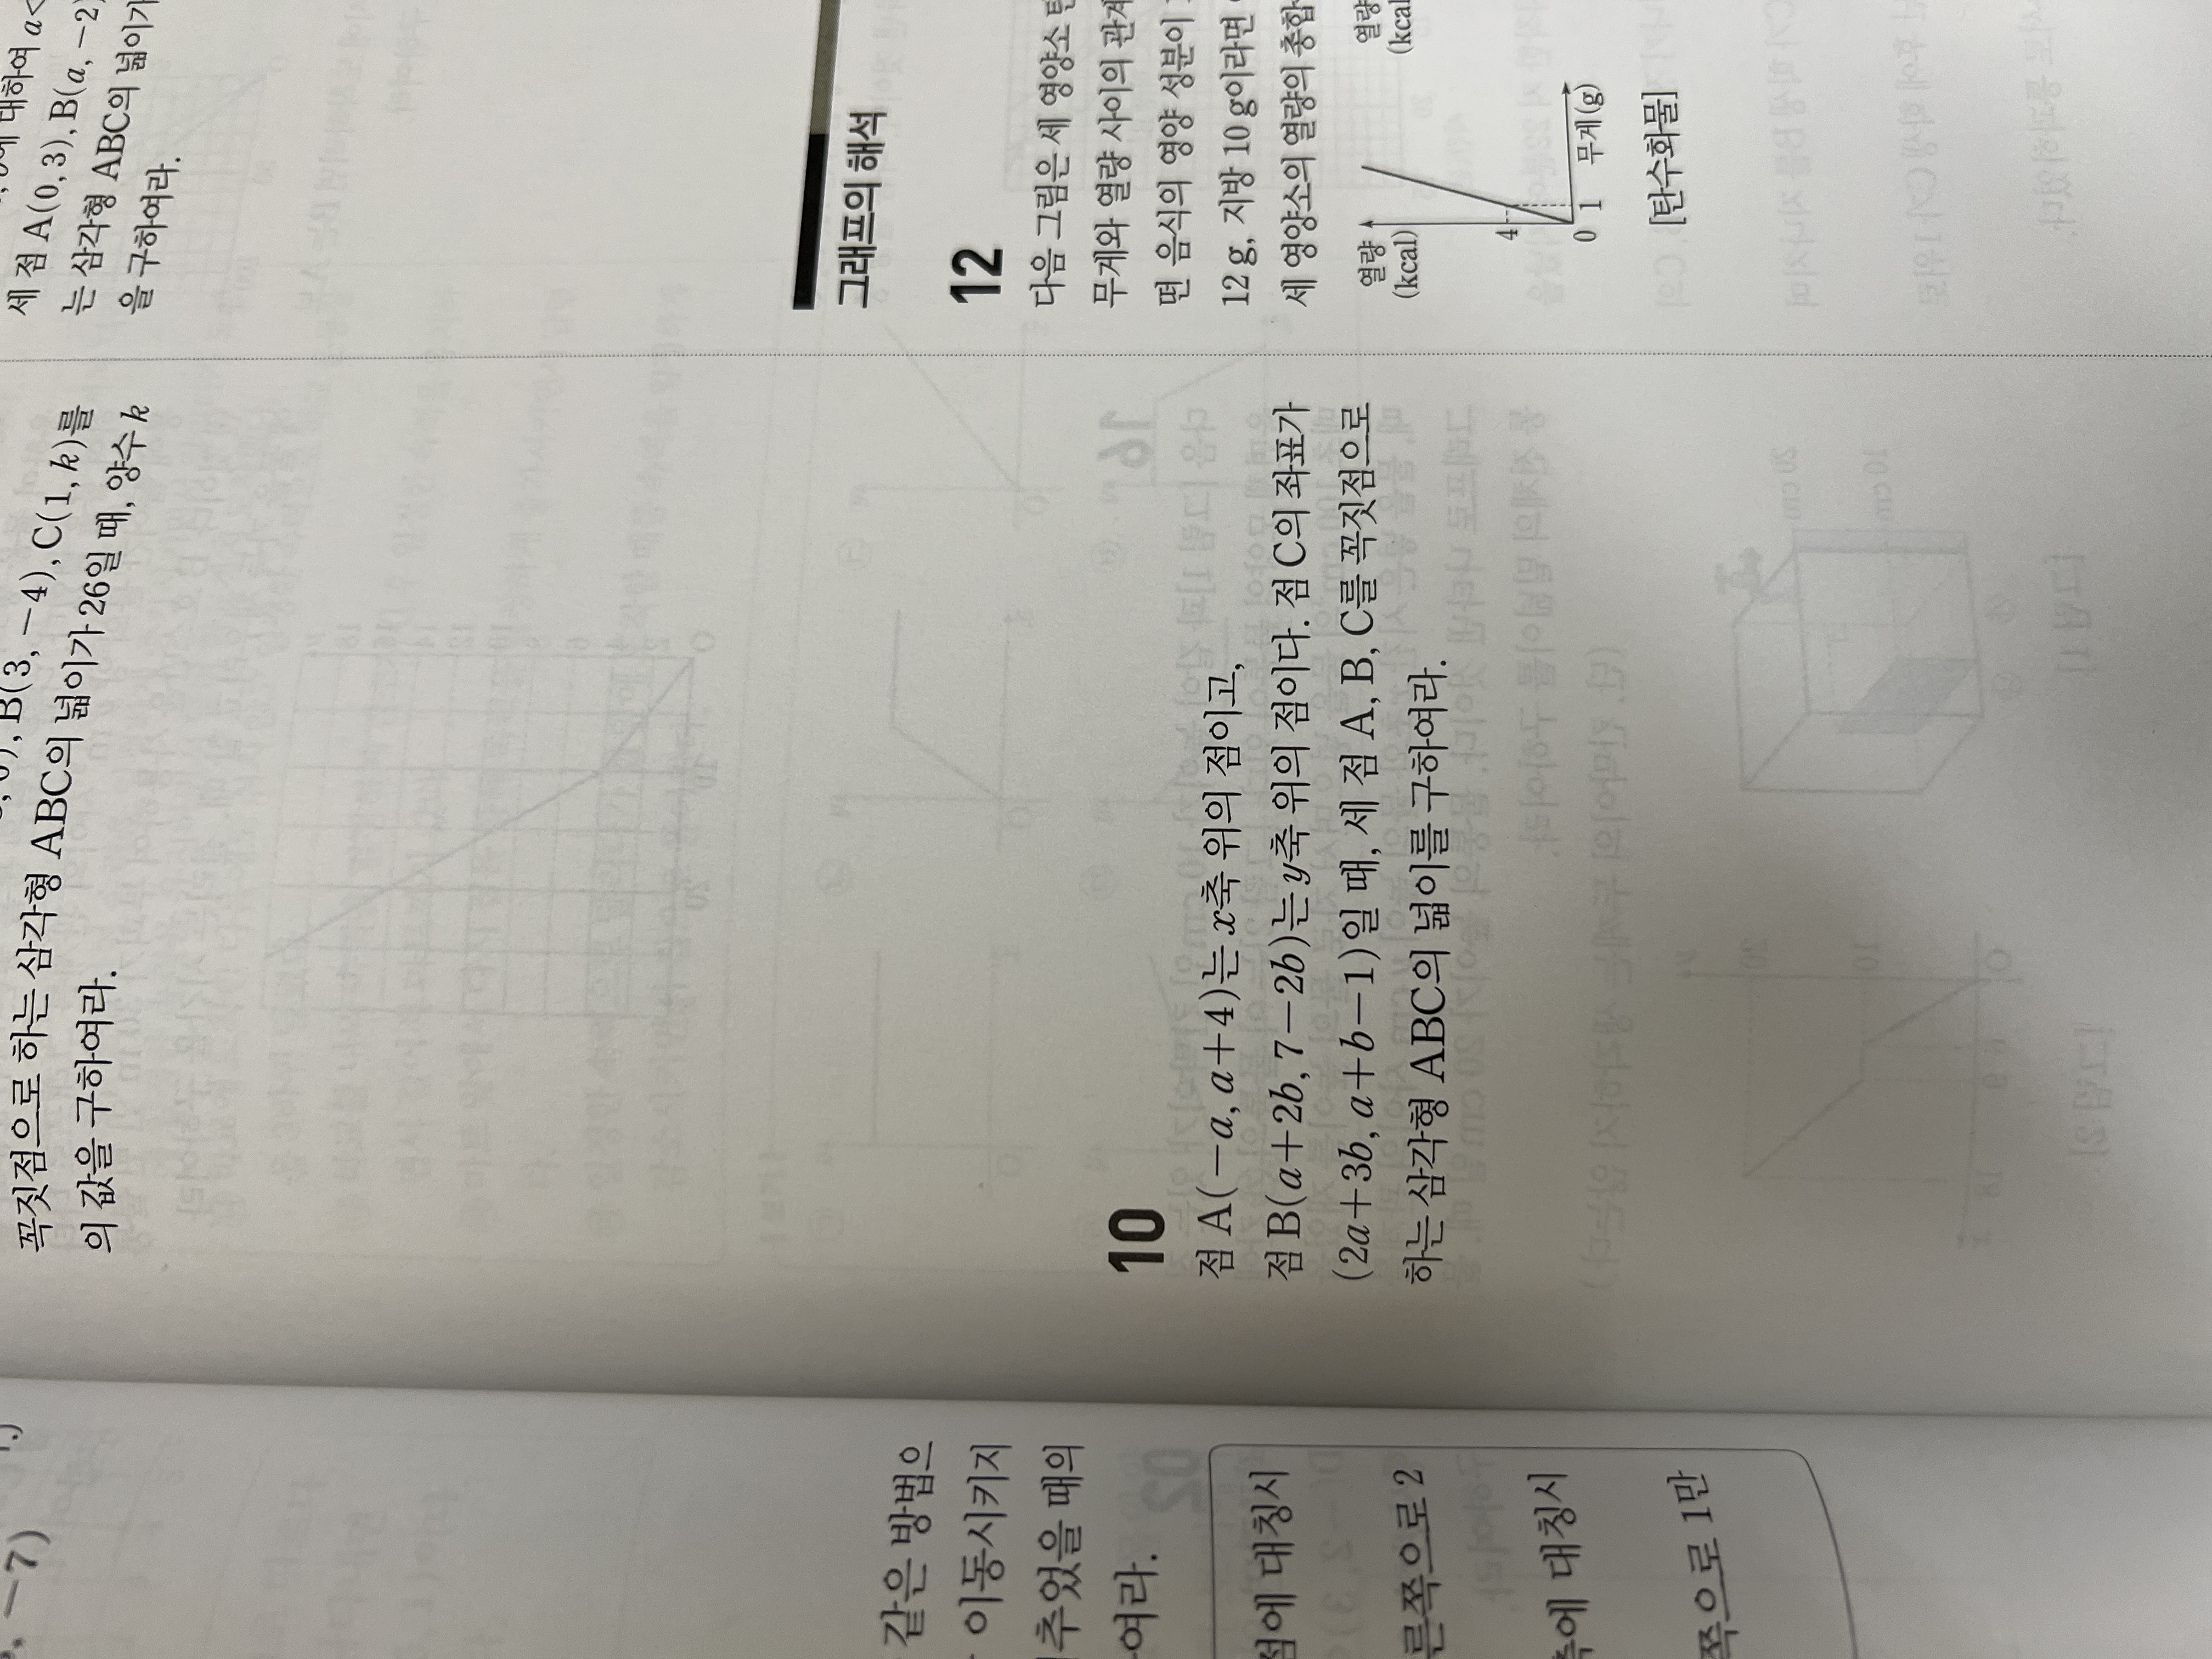 , -7)
같은 방법으
이동시키지
추었을 때의
여라.
점에 대칭시
른쪽으로 2
에 대칭시
쪽으로 1만
B(3, -4), C(1, k)를
꼭짓점으로 하는 삼각형 ABC의 넓이가 26일 때, 양수 k
의 값을 구하여라.
10
점 A(-a, a+4)는 x축 위의 점이고,
점 B(a+2b, 7-2b)는 y축 위의 점이다. 점 C의 좌표가
(2a+3b, a+b-1)일 때, 세 점 A, B, C를 꼭짓점으로
하는 삼각형 ABC의 넓이를 구하여라.
에 대하여 a<
세 점 A(0, 3), B(a, -2)
는 삼각형 ABC의 넓이가
을 구하여라.
그래프의 해석
12
다음 그림은 세 영양소 탄
무게와 열량 사이의 관계
떤 음식의 영양 성분이
12 g, 지방 10 g이라면
세 영양소의 열량의 총합
열량
(kcal)
4
0 1 무게(g)
[탄수화물]
열량
(kcal